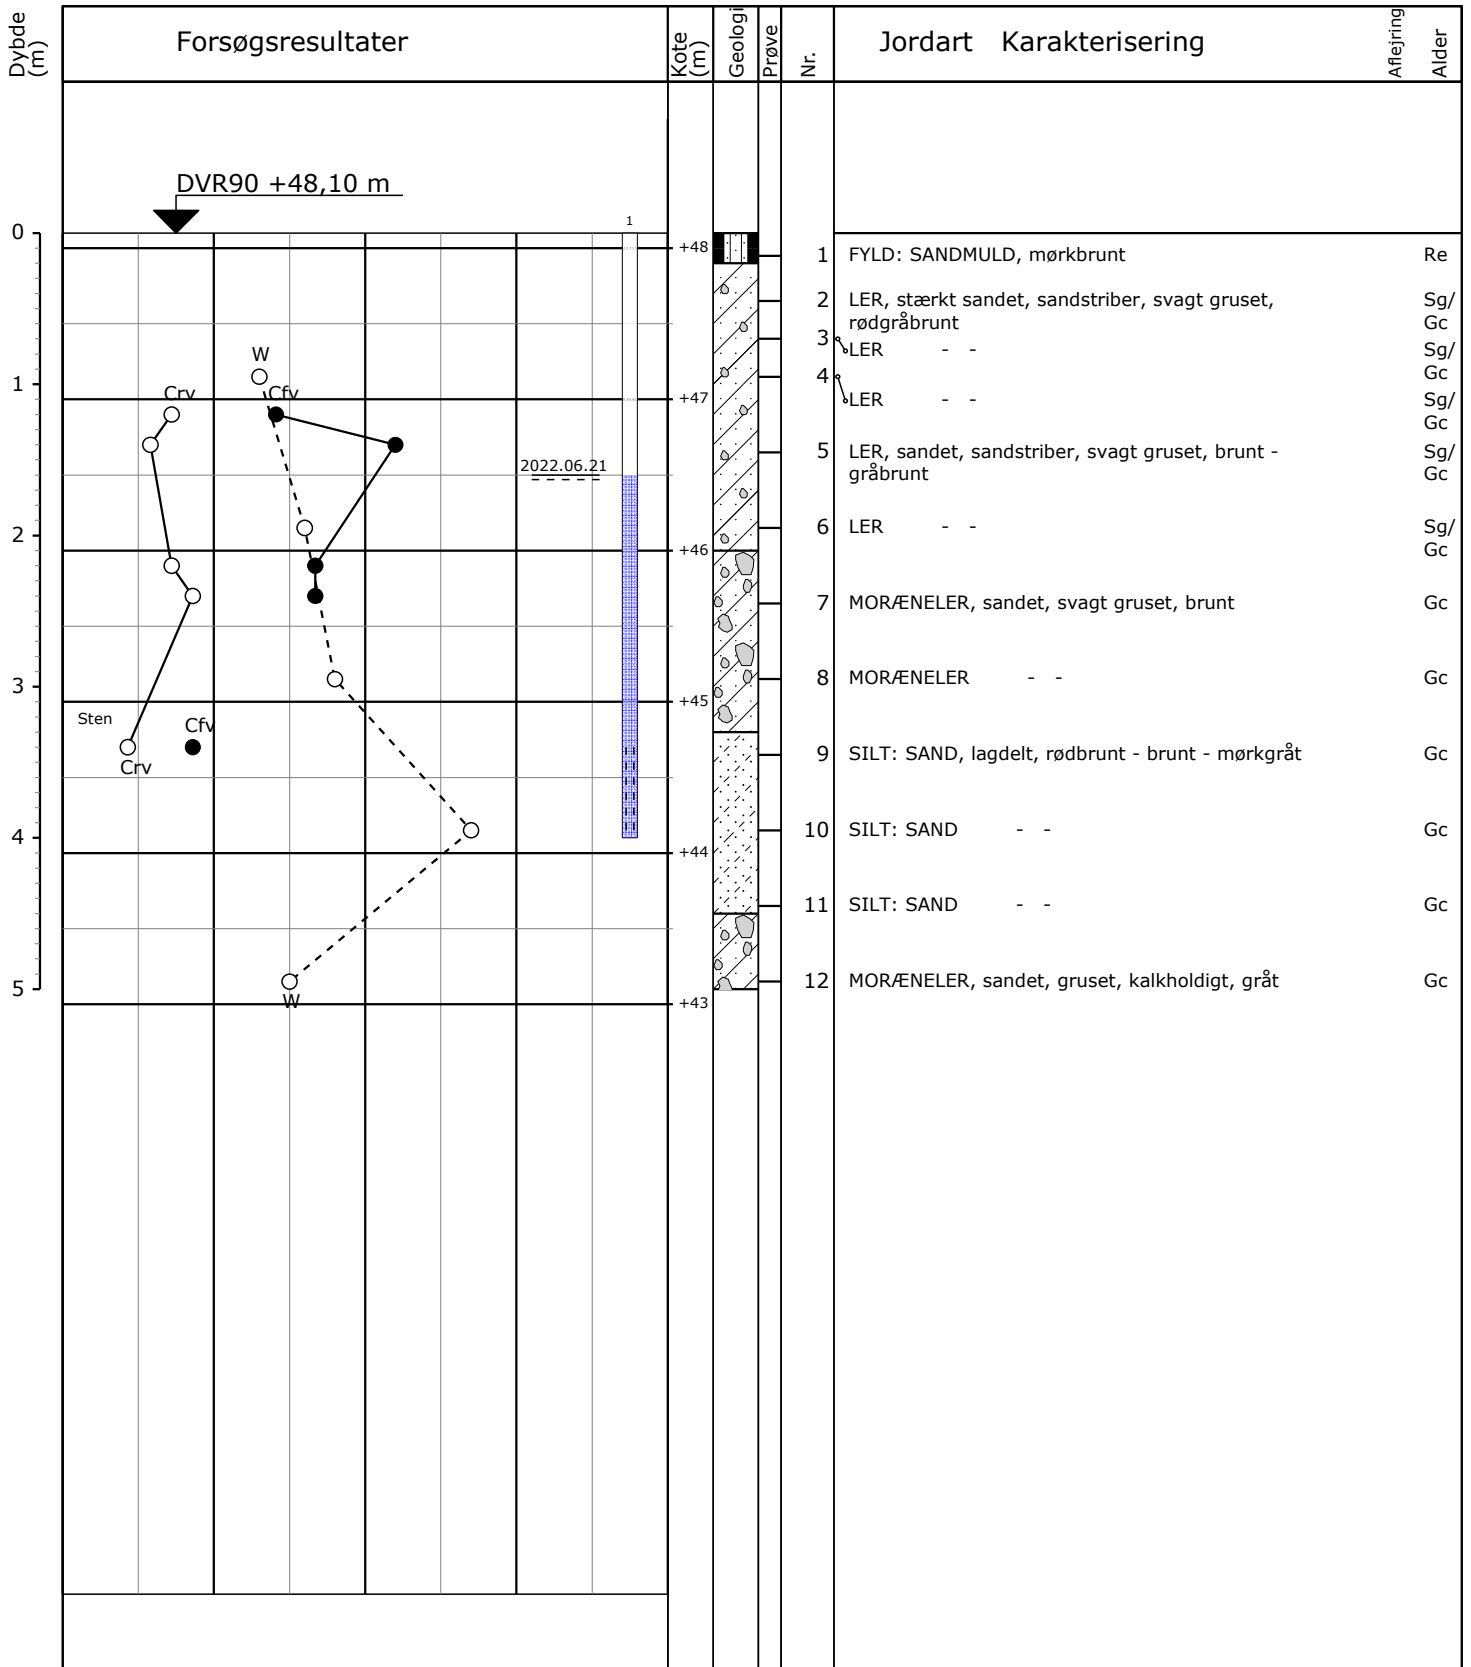 Dybde (m)
Forsøgsresultater
Kote (m)
Geologi
Prøve
Nr.
Jordart Karakterisering
Aflejring
Alder
DVR90 +48,10 m
1
0
+48
1 FYLD: SANDMULD, mørkbrunt Re
2 LER, stærkt sandet, sandstriber, svagt gruset, Sg/
rødgråbrunt Gc
3
LER - - Sg/
Gc
W
4
1
Crv
Cfv
+47
LER - - Sg/
Gc
5 LER, sandet, sandstriber, svagt gruset, brunt - Sg/
gråbrunt Gc
2022.06.21
6 LER - - Sg/
Gc
2
+46
7 MORÆNELER, sandet, svagt gruset, brunt Gc
8 MORÆNELER - - Gc
3
+45
Sten
Cfv
Crv
9 SILT: SAND, lagdelt, rødbrunt - brunt - mørkgråt Gc
10 SILT: SAND - - Gc
4
+44
11 SILT: SAND - - Gc
12 MORÆNELER, sandet, gruset, kalkholdigt, gråt Gc
5
W
+43